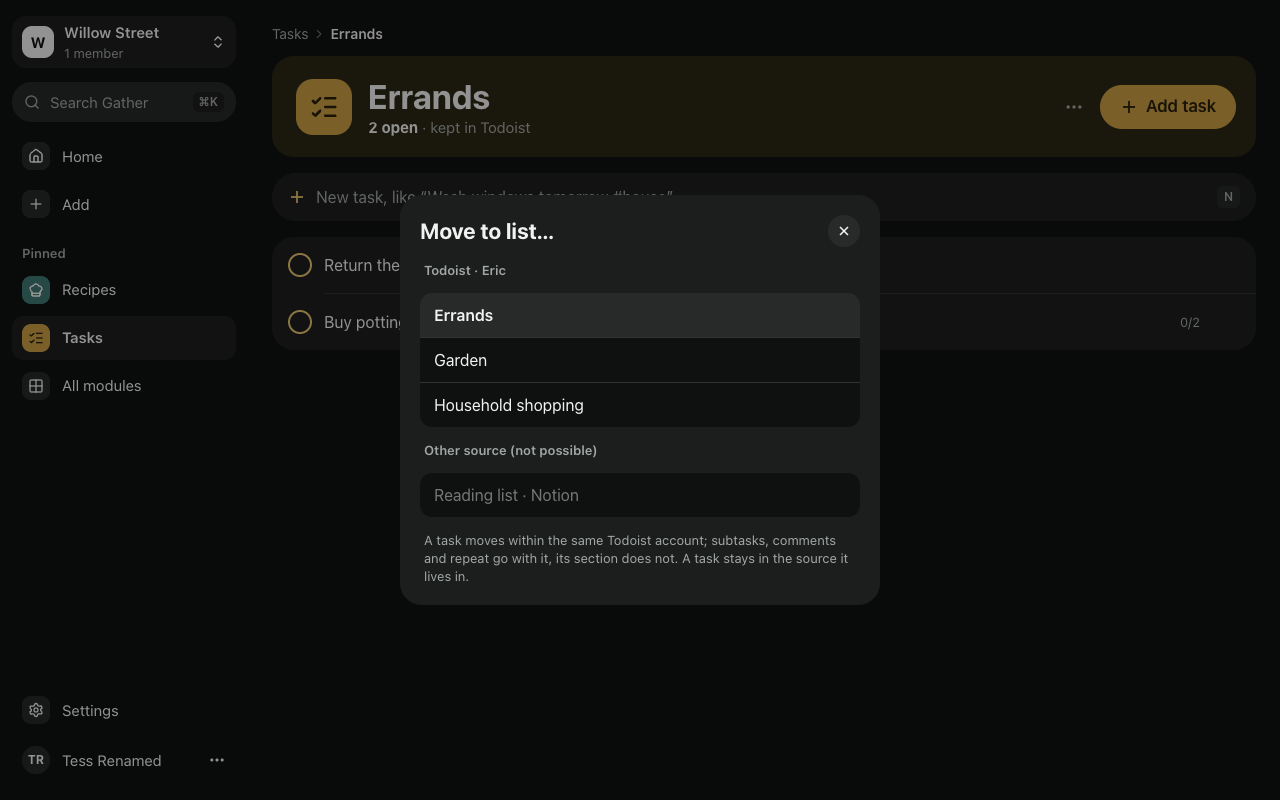 W
Willow Street
1 member
Search Gather
⌘K
Home
Add
Pinned
Recipes
Tasks
All modules
Settings
TR
Tess Renamed
Tasks
Errands
Errands
2 open · kept in Todoist
Add task
New task, like
N
Return the
Buy potting
0/2
Move to list...
Todoist · Eric
Errands
Garden
Household shopping
Other source (not possible)
Reading list · Notion
A task moves within the same Todoist account; subtasks, comments
and repeat go with it, its section does not. A task stays in the source it
lives in.